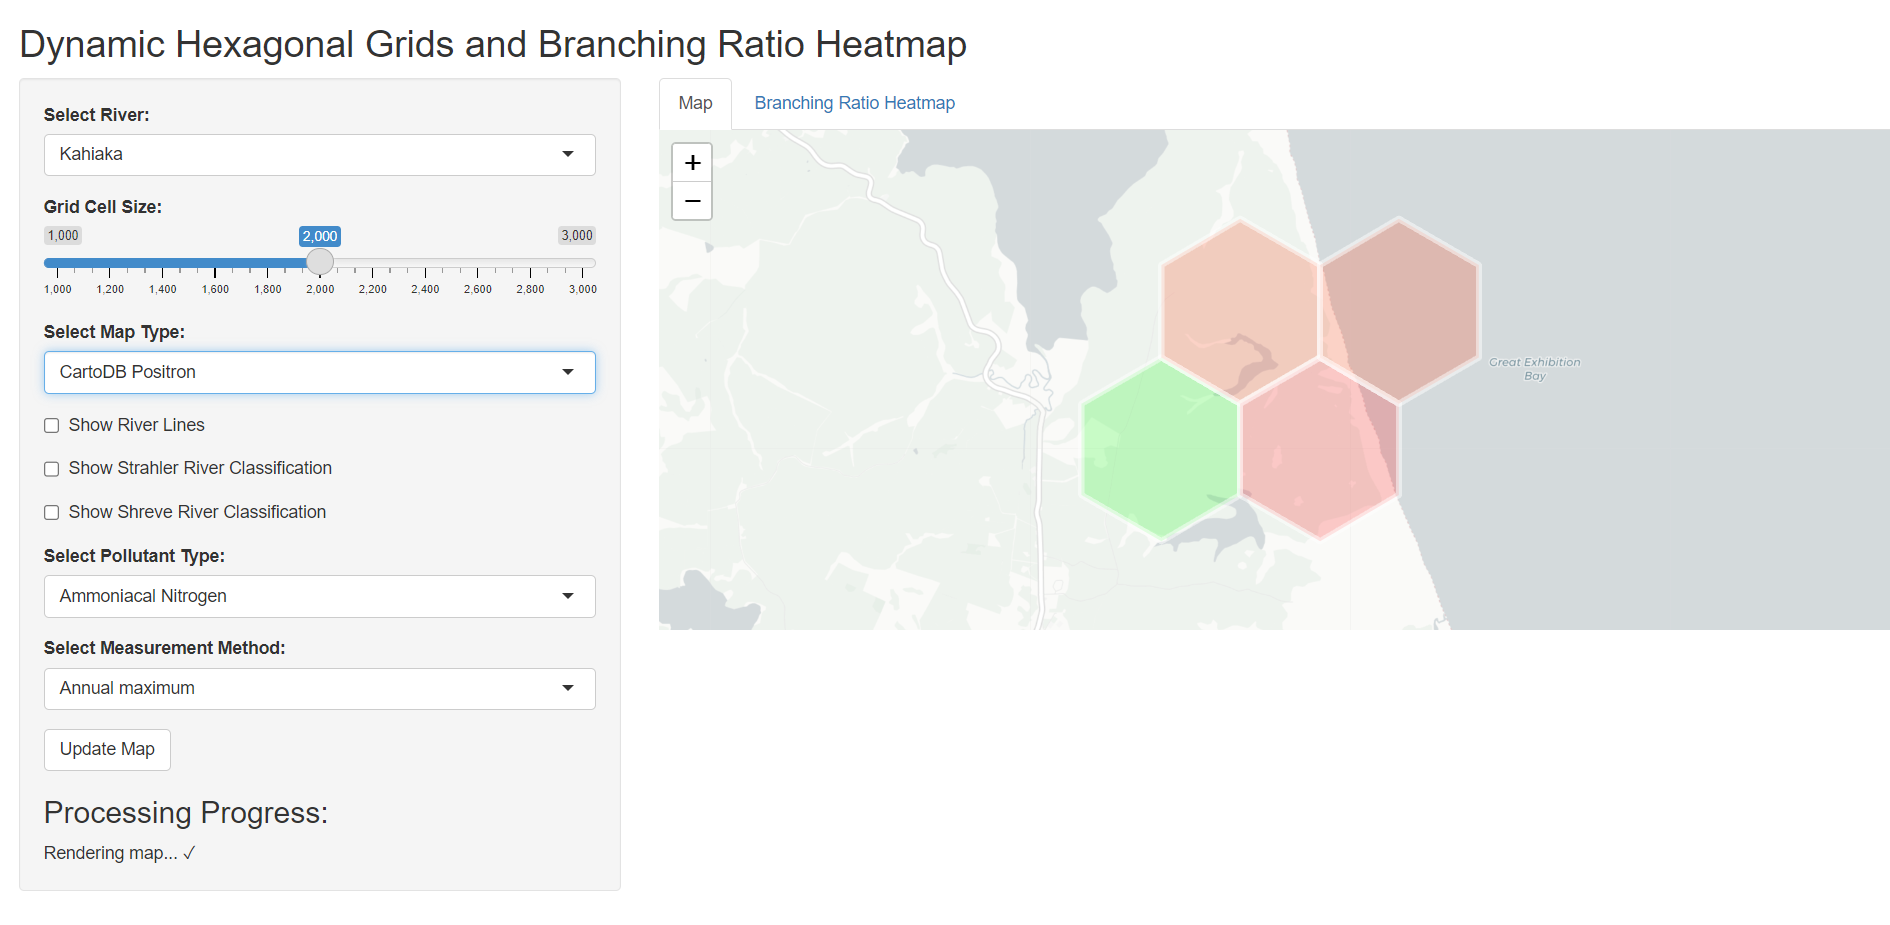 Dynamic Hexagonal Grids and Branching Ratio Heatmap
Select River:
Kahiaka
Grid Cell Size:
1,000 2,000 3,000
1,000 1,200 1,400 1,600 1,800 2,000 2,200 2,400 2,600 2,800 3,000
Select Map Type:
CartoDB Positron
Show River Lines
Show Strahler River Classification
Show Shreve River Classification
Select Pollutant Type:
Ammoniacal Nitrogen
Select Measurement Method:
Annual maximum
Update Map
Processing Progress:
Rendering map... ✓
Map Branching Ratio Heatmap
+
−
Great Exhibition
Bay